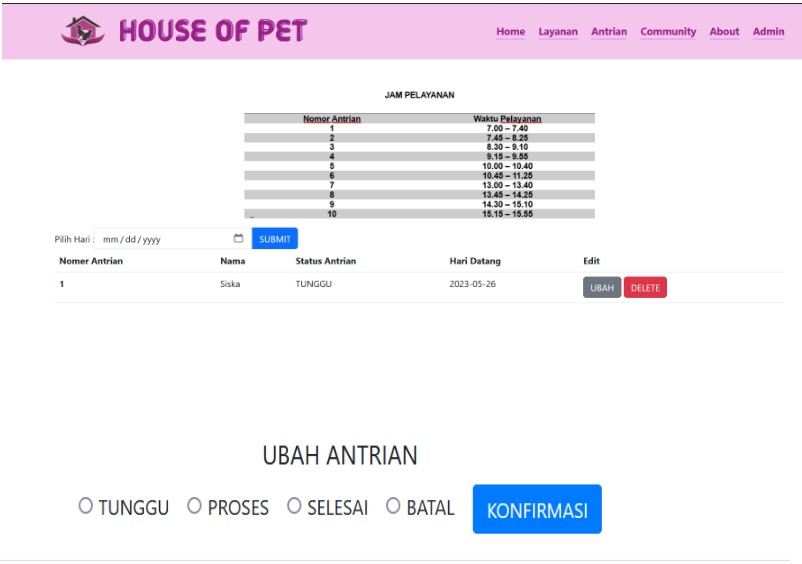 HOUSE OF PET
Home Layanan Antrian Community About Admin
JAM PELAYANAN
Nomor Antrian Waktu Pelayanan
1 7.00 – 7.40
2 7.45 – 8.25
3 8.30 – 9.10
4 9.15 – 9.55
5 10.00 – 10.40
6 10.45 – 11.25
7 13.00 – 13.40
8 13.45 – 14.25
9 14.30 – 15.10
10 15.15 – 15.55
Pilih Hari : mm/dd/yyyy SUBMIT
Nomer Antrian Nama Status Antrian Hari Datang Edit
1 Siska TUNGGU 2023-05-26 UBAH DELETE
UBAH ANTRIAN
TUNGGU PROSES SELESAI BATAL KONFIRMASI